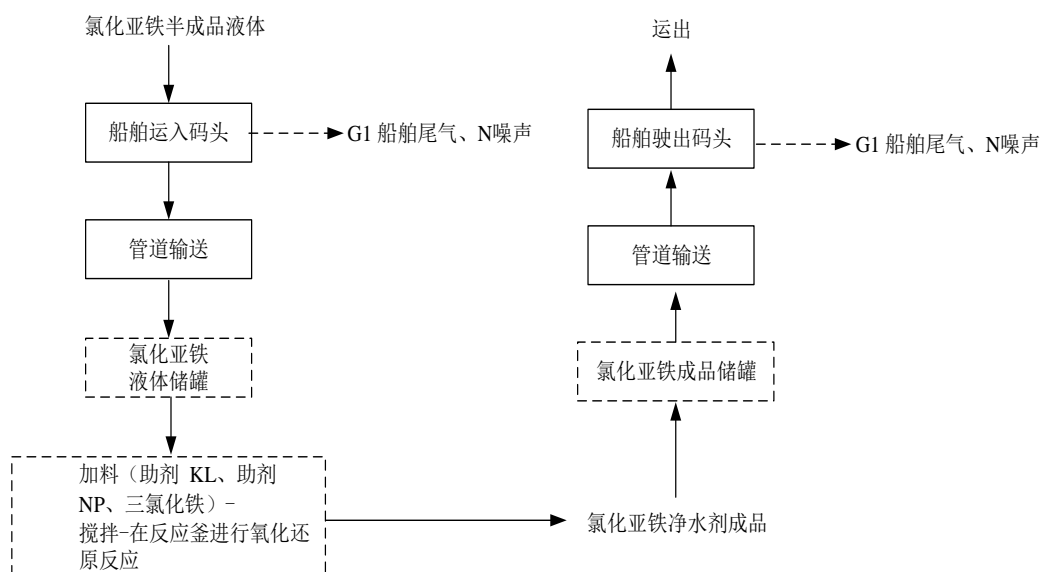 氯化亚铁半成品液体
船舶运入码头
G1 船舶尾气、N噪声
管道输送
氯化亚铁
液体储罐
加料（助剂 KL、助剂
NP、三氯化铁）-
搅拌-在反应釜进行氧化还
原反应
运出
船舶驶出码头
G1 船舶尾气、N噪声
管道输送
氯化亚铁成品储罐
氯化亚铁净水剂成品